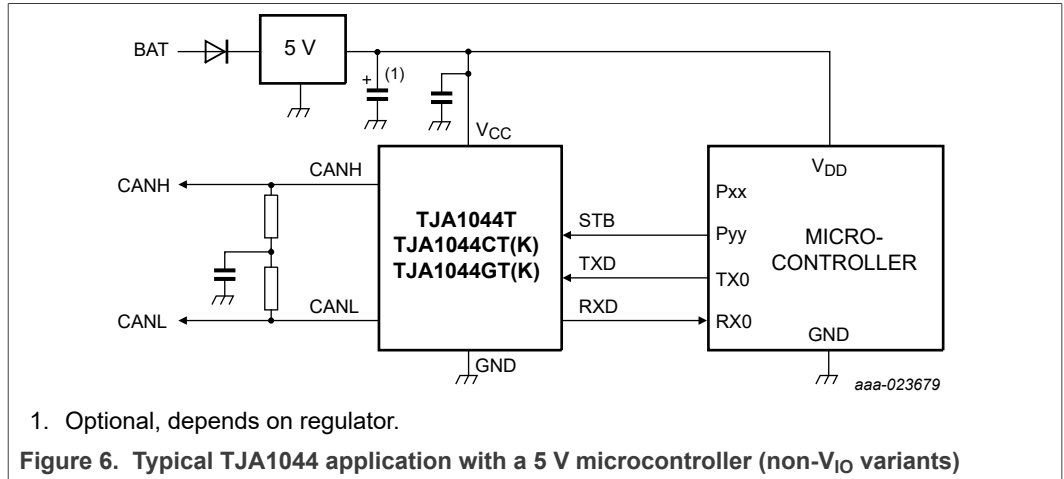 BAT
5 V
+ (1)
VCC
VDD
CANH
CANH
TJA1044T
TJA1044CT(K)
TJA1044GT(K)
STB
TXD
RXD
Pxx
Pyy
TX0
RX0
MICRO-
CONTROLLER
CANL
CANL
GND
GND
aaa-023679
1. Optional, depends on regulator.
Figure 6. Typical TJA1044 application with a 5 V microcontroller (non-VIO variants)